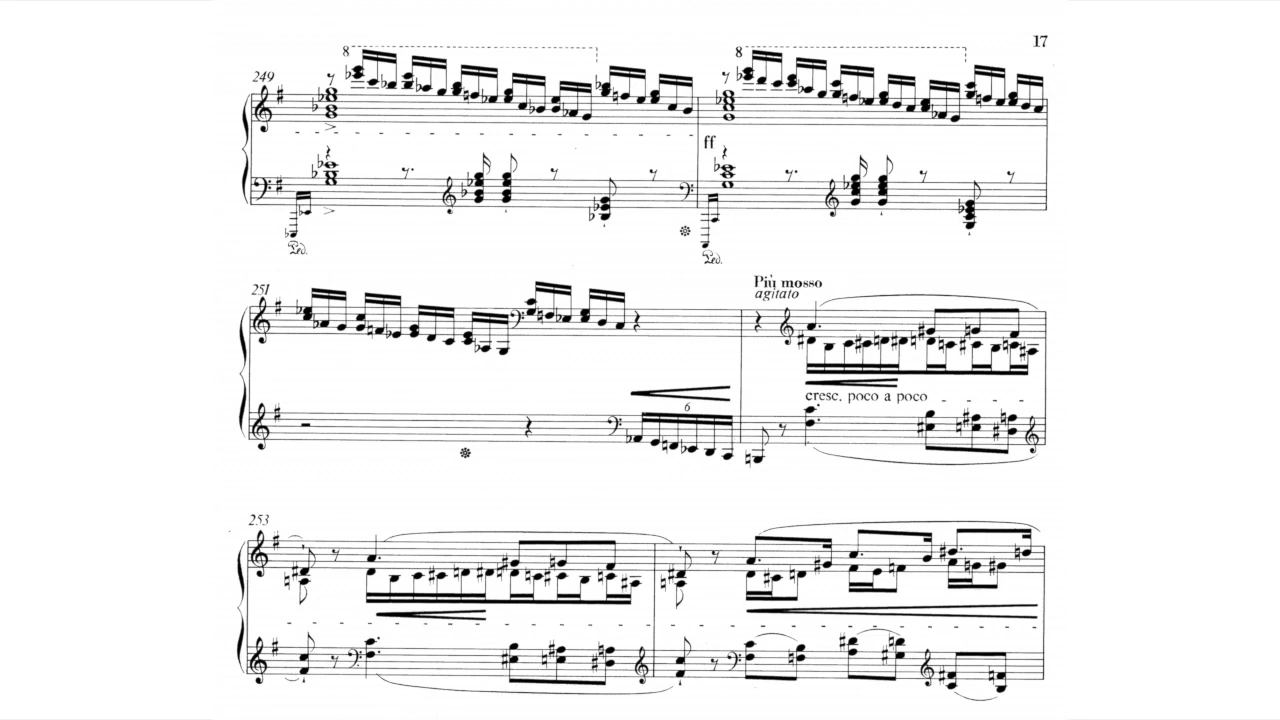 17
8
8
249
ff
Ped.
Ped.
251
Più mosso
agitato
6
cresc. poco a poco
253